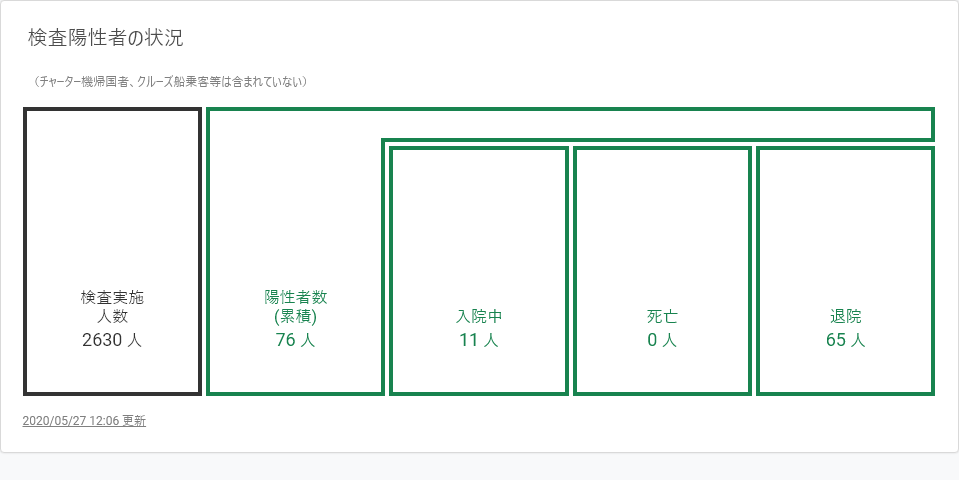 検査陽性者の状況
（チャーター機帰国者、クルーズ船乗客等は含まれていない）
検査実施
人数
2630 人
陽性者数
(累積)
76 人
入院中
11 人
死亡
0 人
退院
65 人
2020/05/27 12:06 更新